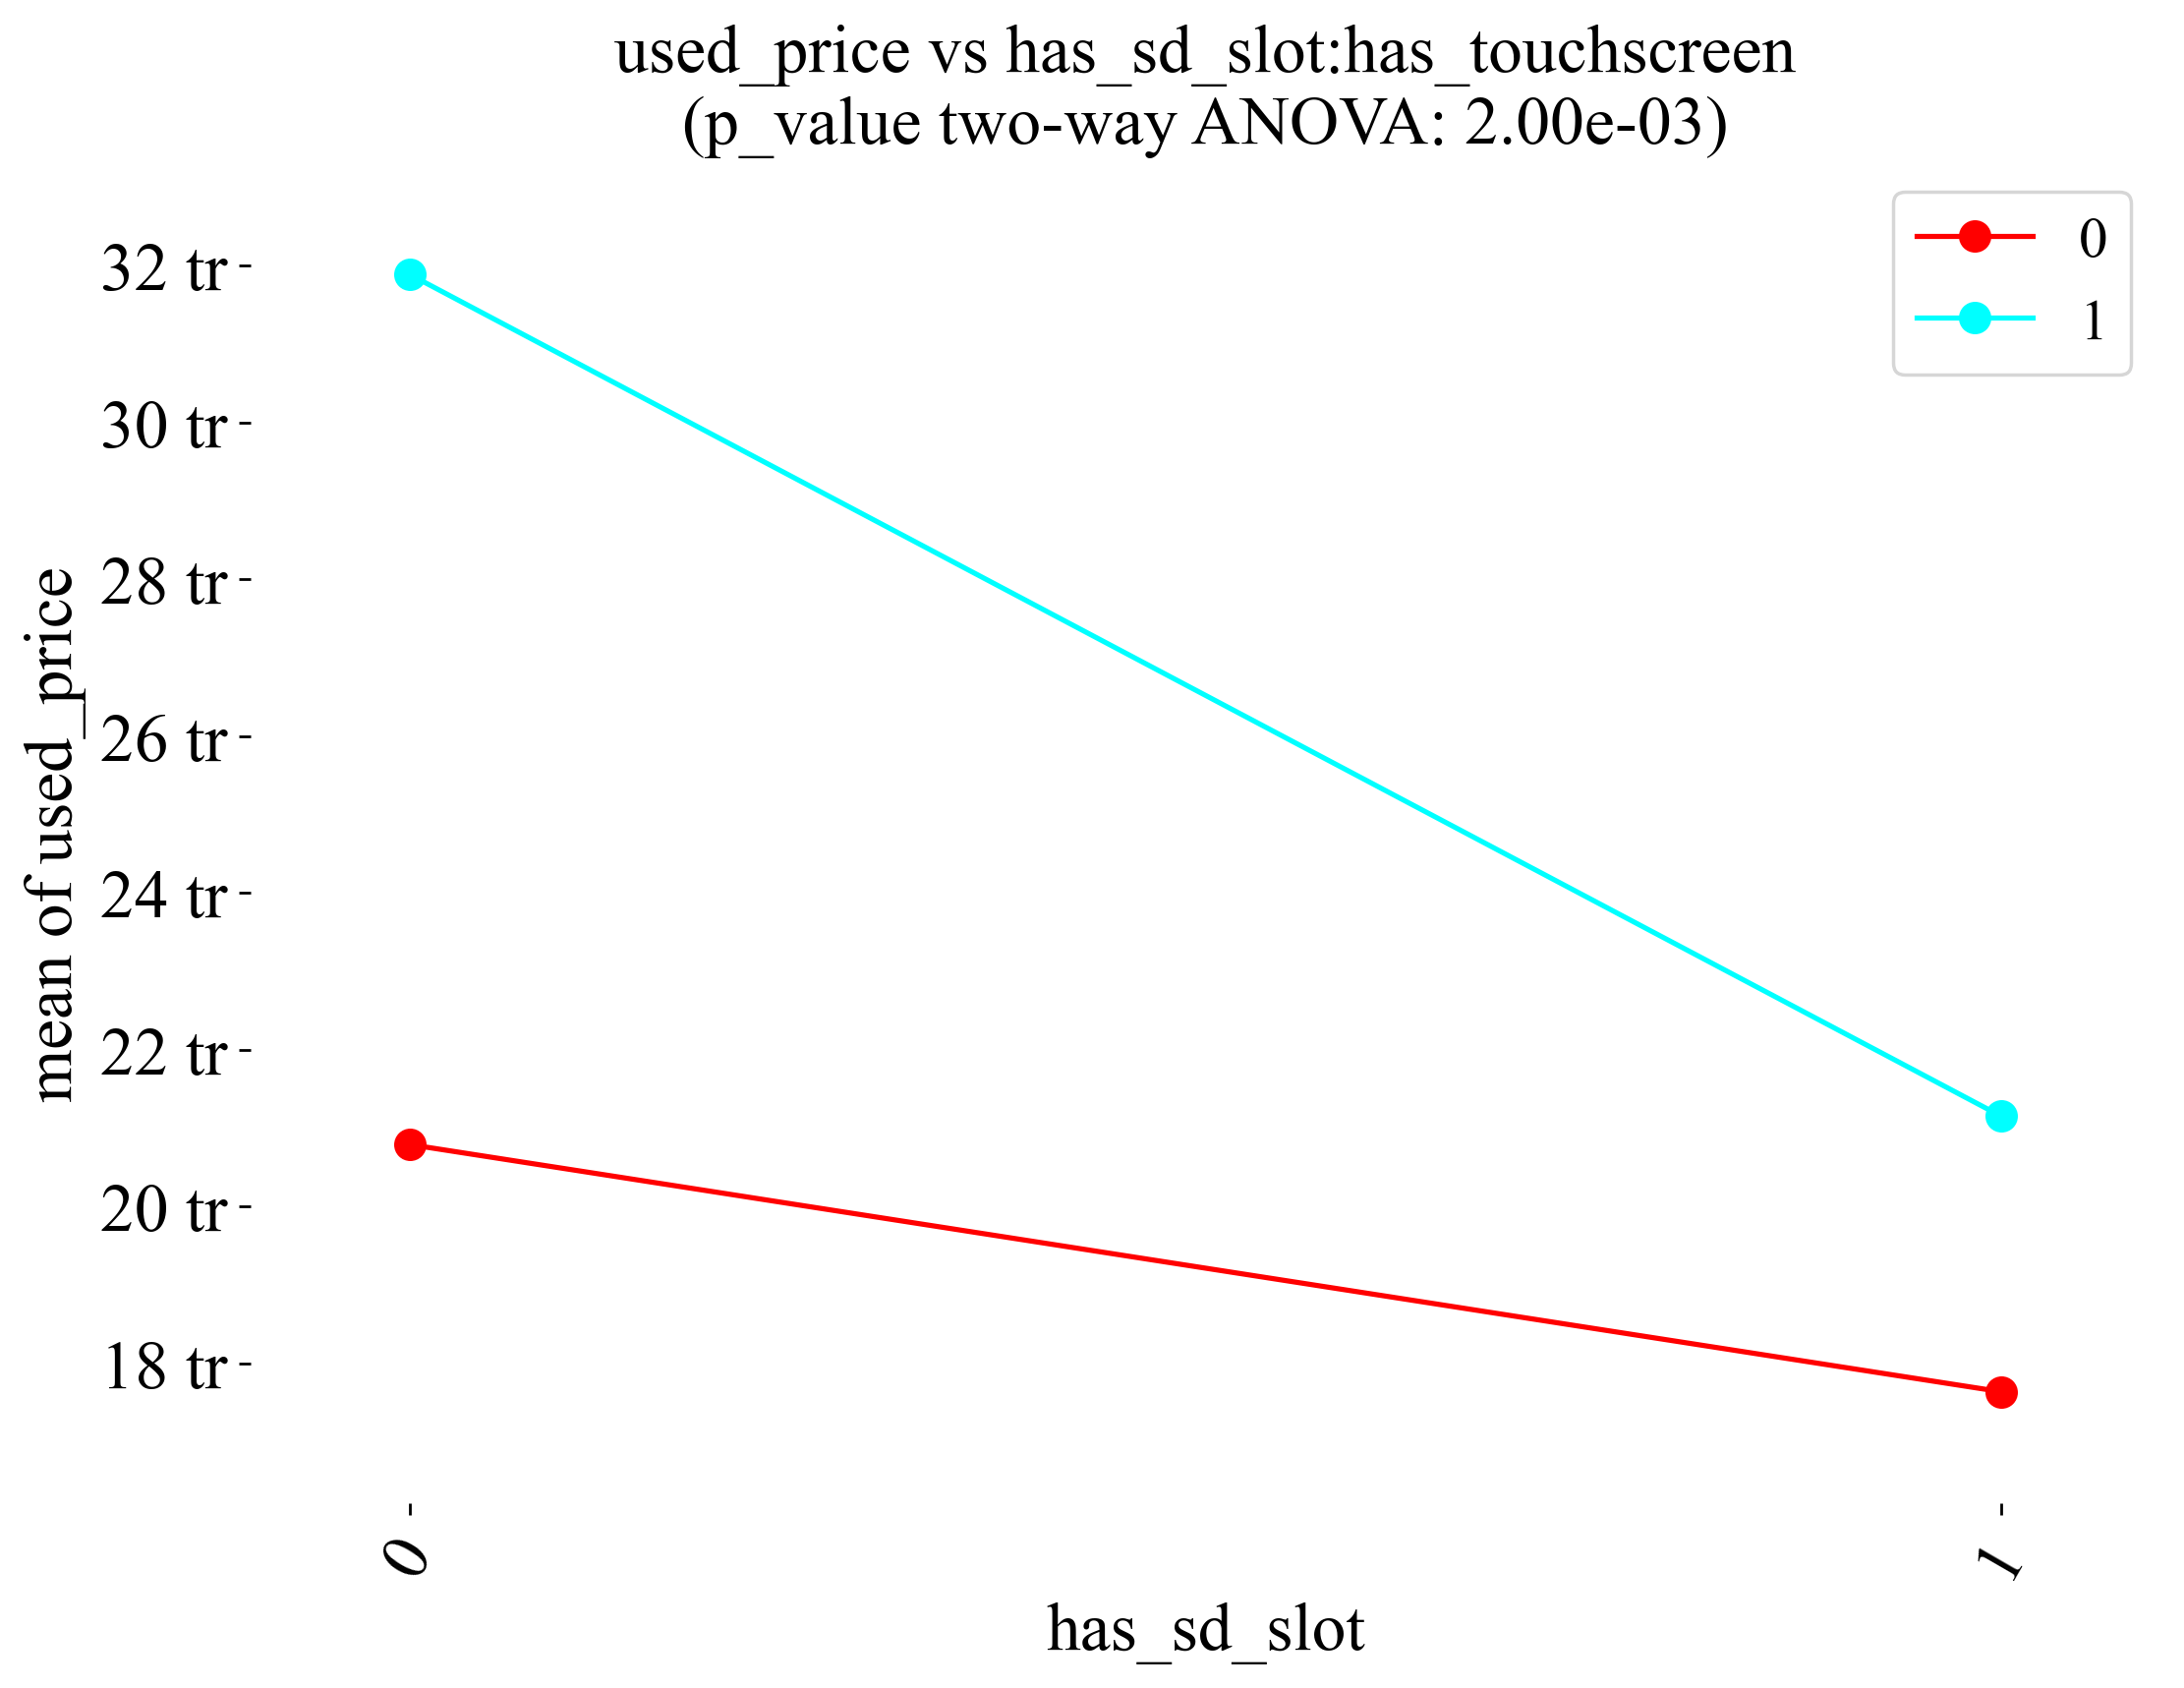 used_price vs has_sd_slot:has_touchscreen
(p_value two-way ANOVA: 2.00e-03)
0
1
32 tr
30 tr
28 tr
26 tr
24 tr
22 tr
20 tr
18 tr
mean of used_price
0
1
has_sd_slot